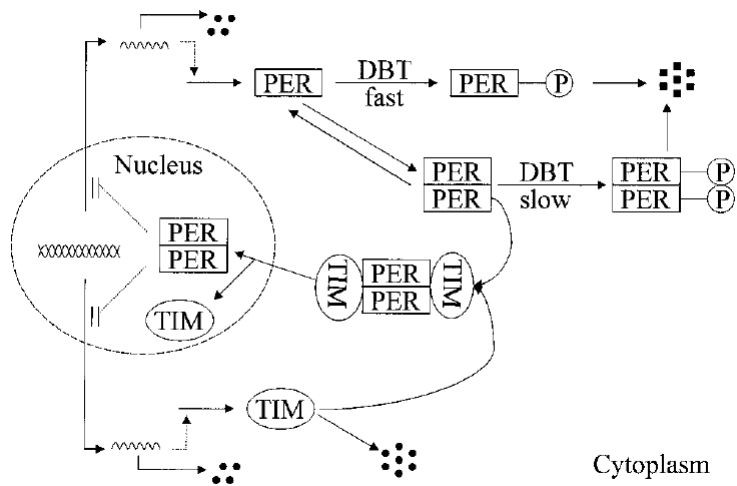 PER
DBT
fast
PER
P
Nucleus
PER
PER
DBT
slow
PER
PER
P
P
PER
PER
TIM
PER
PER
TIM
TIM
TIM
Cytoplasm